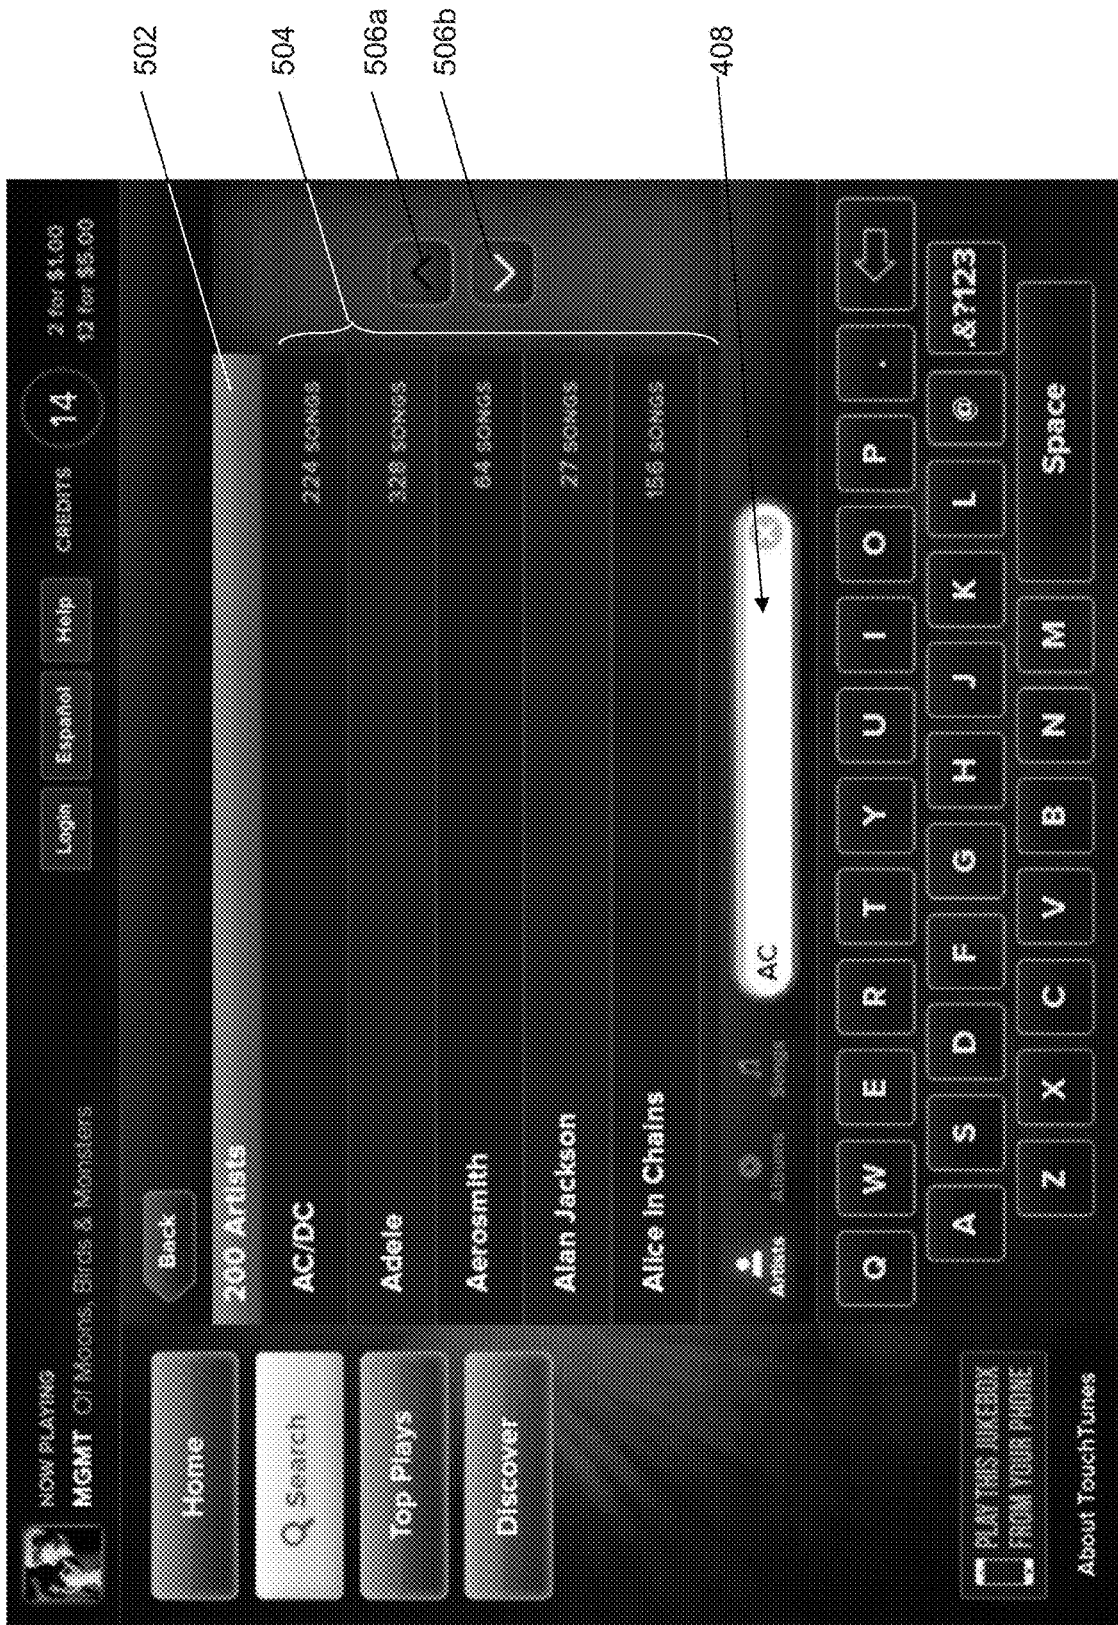 NOW PLAYING
MGMT Of Moons, Birds & Monsters
Login
Español
Help
CREDITS
14
2 for $1.00
12 for $5.00
Home
Search
Top Plays
Discover
Back
200 Artists
AC/DC
224 SONGS
Adele
328 SONGS
Aerosmith
64 SONGS
Alan Jackson
27 SONGS
Alice In Chains
156 SONGS
Artists
Albums
Songs
AC
Q W E R T Y U I O P .
A S D F G H J K L @ .&?123
Z X C V B N M Space
PLAY THIS JUKEBOX
FROM YOUR PHONE
About TouchTunes
502
504
506a
506b
408